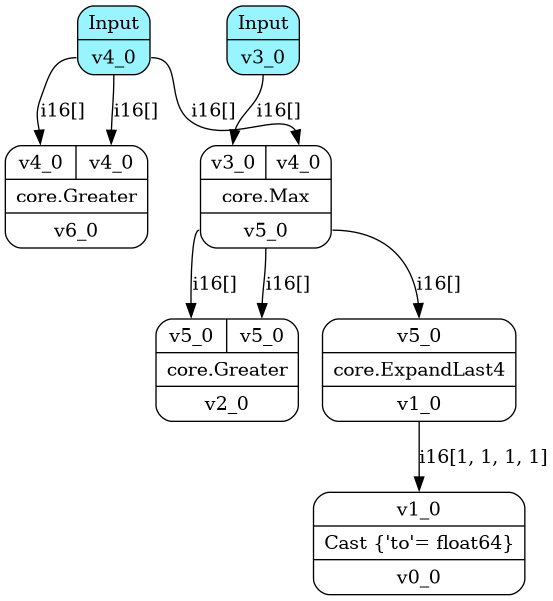 Input
v4_0
Input
v3_0
i16[]
i16[]
i16[]
i16[]
v4_0 v4_0
core.Greater
v6_0
v3_0 v4_0
core.Max
v5_0
i16[]
i16[]
i16[]
v5_0 v5_0
core.Greater
v2_0
v5_0
core.ExpandLast4
v1_0
i16[1, 1, 1, 1]
v1_0
Cast {'to'= float64}
v0_0